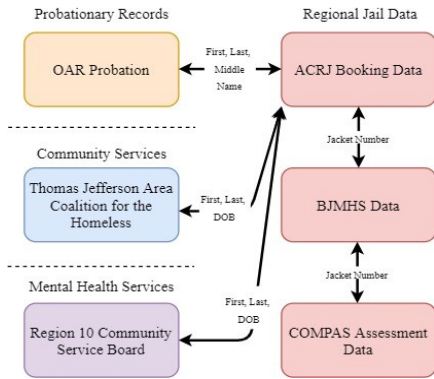 Probationary Records
Regional Jail Data
OAR Probation
First, Last,
Middle
Name
ACRJ Booking Data
Jacket Number
Community Services
Thomas Jefferson Area
Coalition for the
Homeless
First, Last,
DOB
BJMHS Data
Jacket Number
Mental Health Services
Region 10 Community
Service Board
First, Last,
DOB
COMPAS Assessment
Data